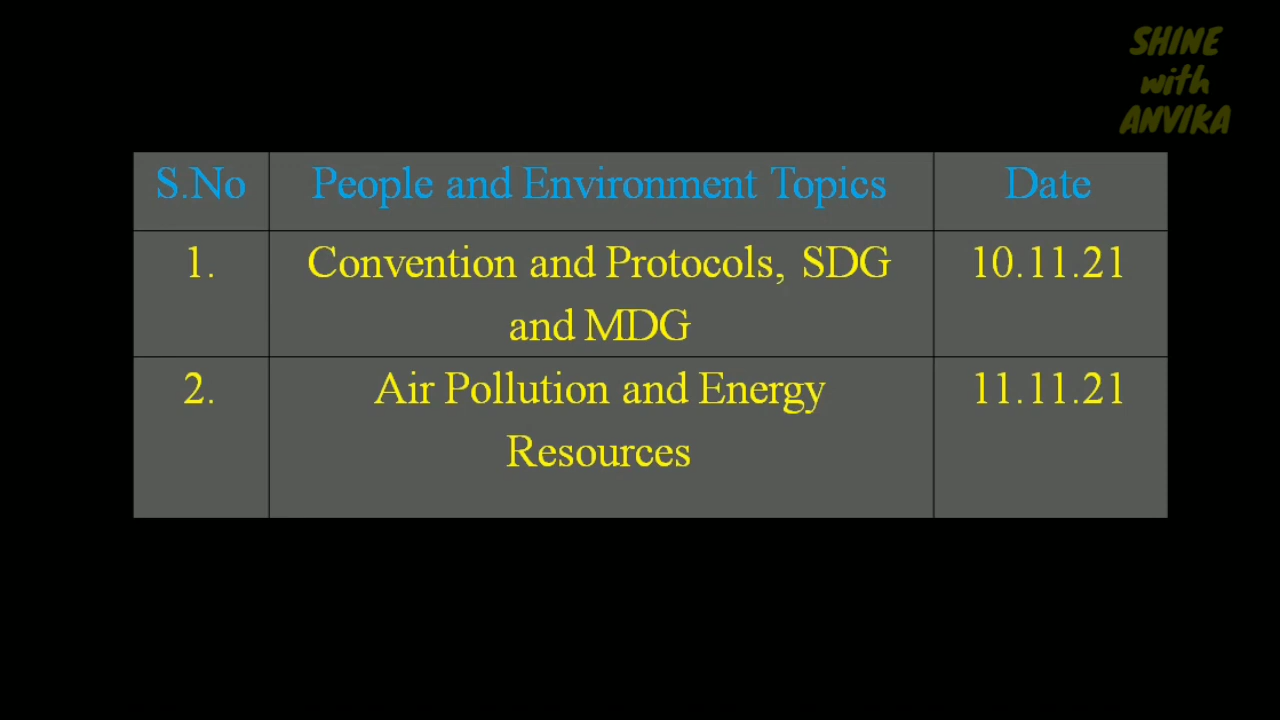 SHINE
with
ANVIKA
S.No People and Environment Topics Date
1. Convention and Protocols, SDG 10.11.21
and MDG
2. Air Pollution and Energy 11.11.21
Resources